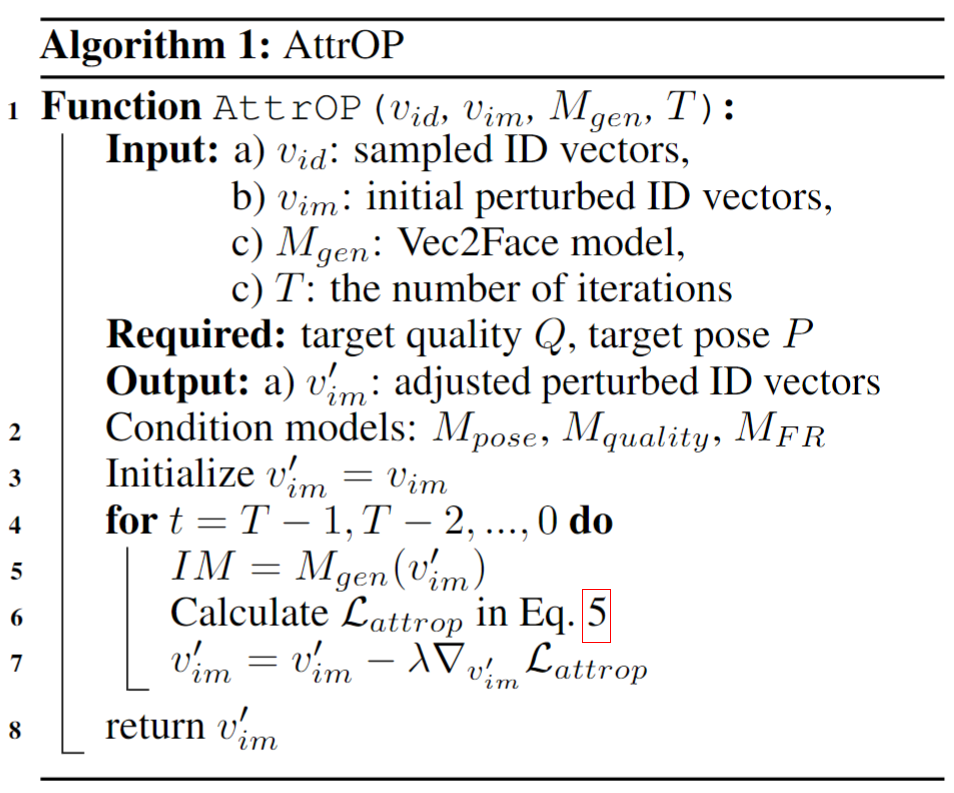 Algorithm 1: AttrOP
1 Function AttrOP (v_{id}, v_{im}, M_{gen}, T):
Input: a) v_{id}: sampled ID vectors,
b) v_{im}: initial perturbed ID vectors,
c) M_{gen}: Vec2Face model,
c) T: the number of iterations
Required: target quality Q, target pose P
Output: a) v'_{im}: adjusted perturbed ID vectors
2 Condition models: M_{pose}, M_{quality}, M_{FR}
3 Initialize v'_{im} = v_{im}
4 for t = T − 1, T − 2, ..., 0 do
5 IM = M_{gen}(v'_{im})
6 Calculate ℒ_{attrop} in Eq. 5
7 v'_{im} = v'_{im} − λ∇_{v'_{im}} ℒ_{attrop}
8 return v'_{im}